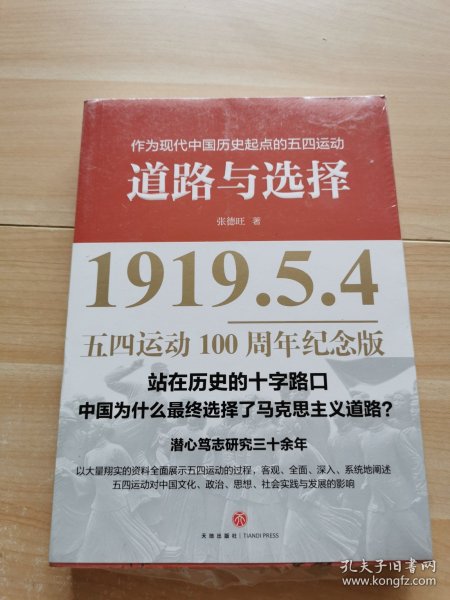 作为现代中国历史起点的五四运动
道路与选择
张德旺 著
1919.5.4
五四运动 100 周年纪念版
站在历史的十字路口
中国为什么最终选择了马克思主义道路？
潜心笃志研究三十余年
以大量翔实的资料全面展示五四运动的过程，客观、全面、深入、系统地阐述
五四运动对中国文化、政治、思想、社会实践与发展的影响
天地出版社 | TIANDI PRESS
孔夫子旧书网
www.kongfz.com